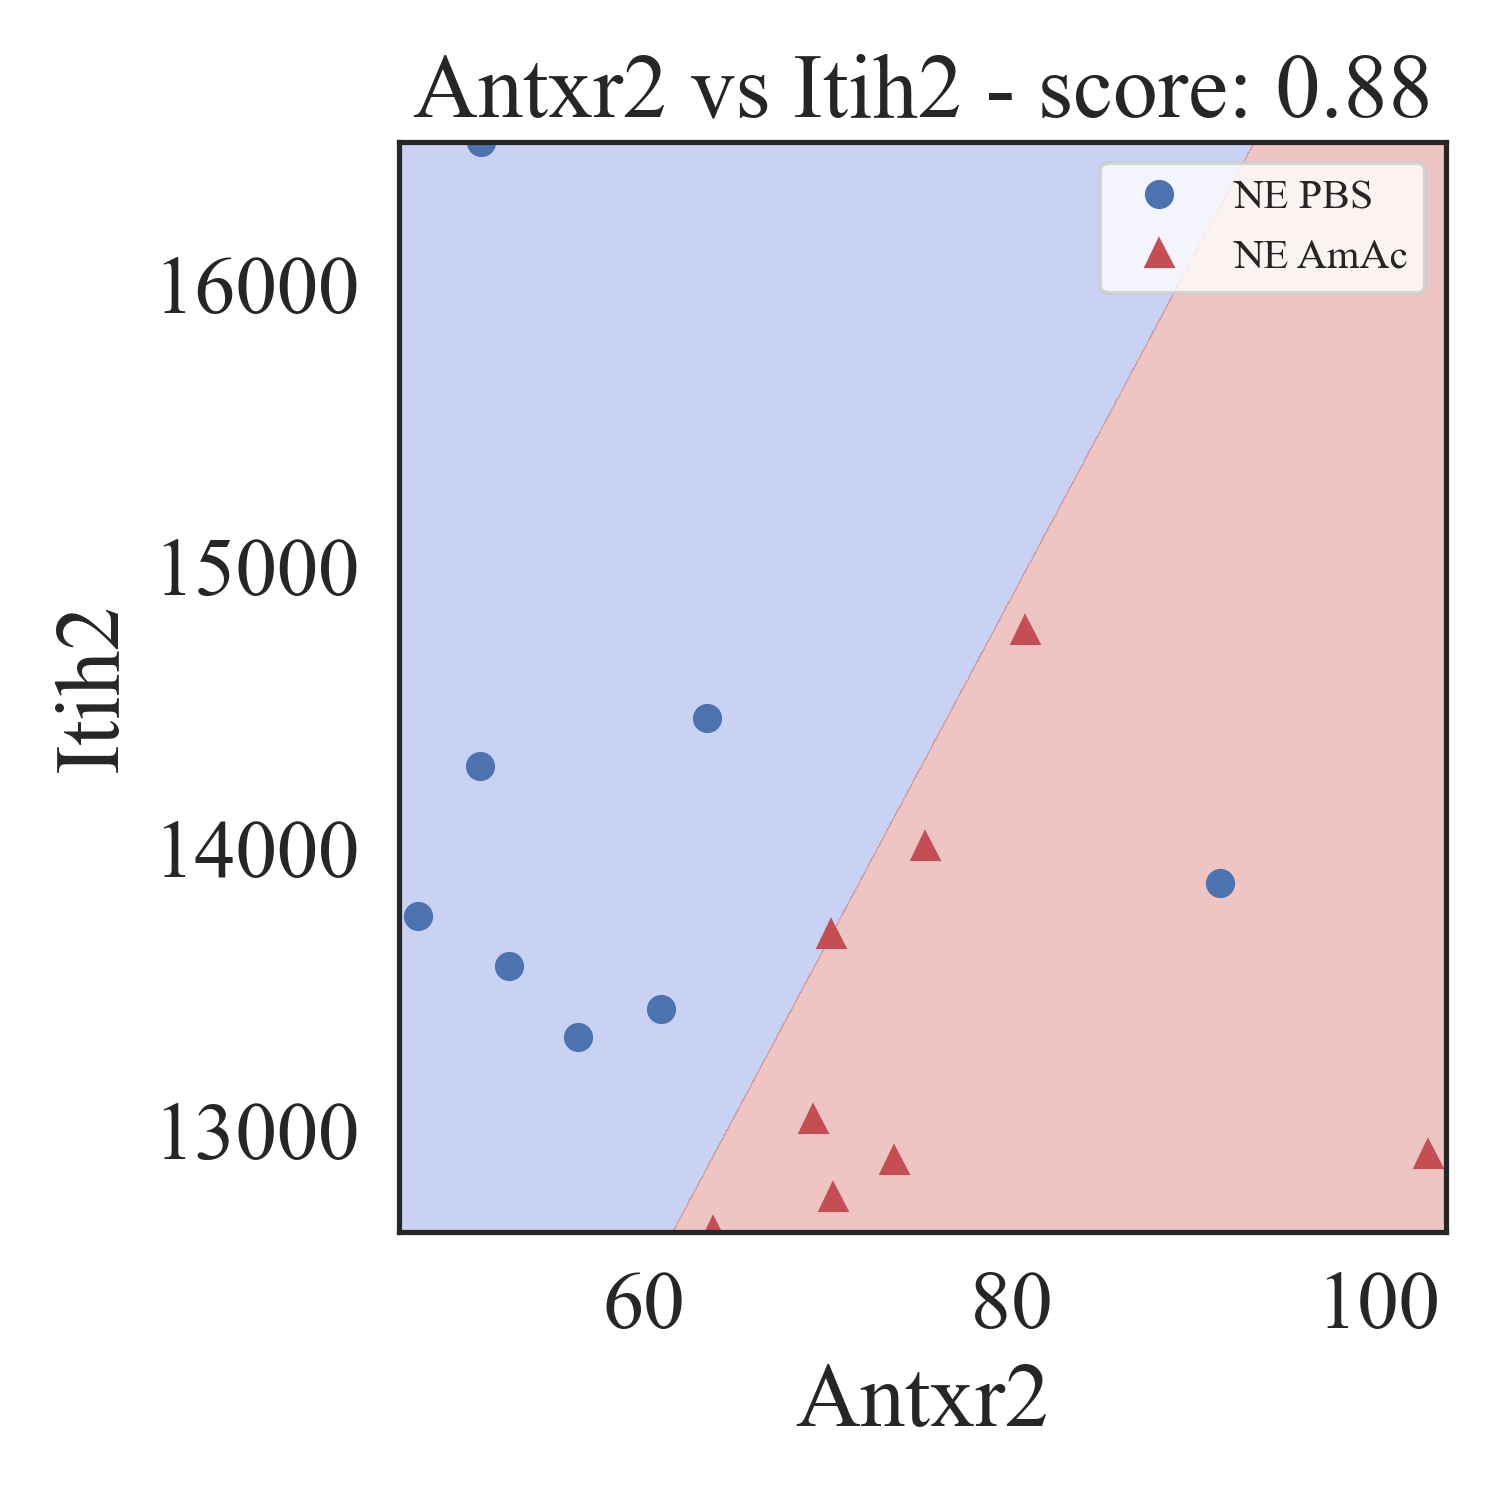 Antxr2 vs Itih2 - score: 0.88
NE PBS
NE AmAc
16000
15000
14000
13000
Itih2
60 80 100
Antxr2